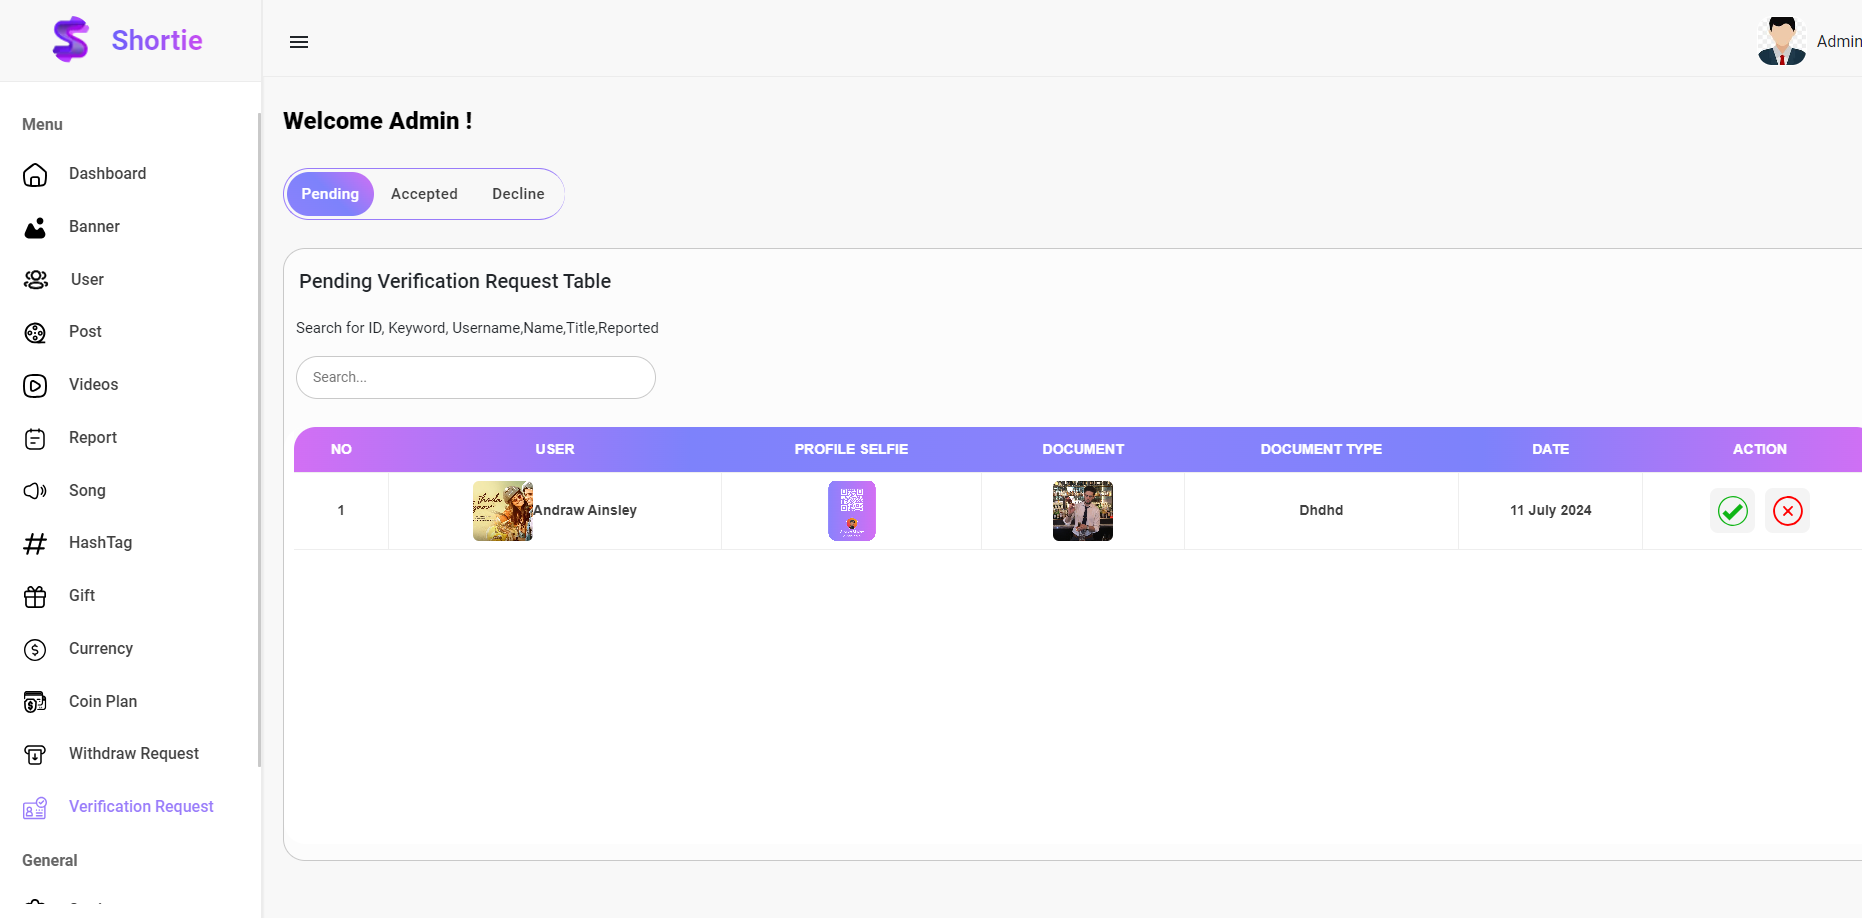 Shortie
Admin
Menu
Dashboard
Banner
User
Post
Videos
Report
Song
HashTag
Gift
Currency
Coin Plan
Withdraw Request
Verification Request
General
Welcome Admin !
Pending Accepted Decline
Pending Verification Request Table
Search for ID, Keyword, Username,Name,Title,Reported
Search...
NO USER PROFILE SELFIE DOCUMENT DOCUMENT TYPE DATE ACTION
1 Andraw Ainsley Dhdhd 11 July 2024